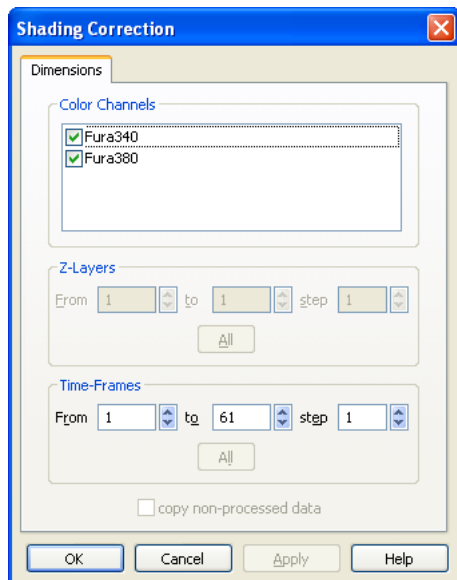 Shading Correction
Dimensions
Color Channels
Fura340
Fura380
Z-Layers
From 1 to 1 step 1
All
Time-Frames
From 1 to 61 step 1
All
copy non-processed data
OK Cancel Apply Help